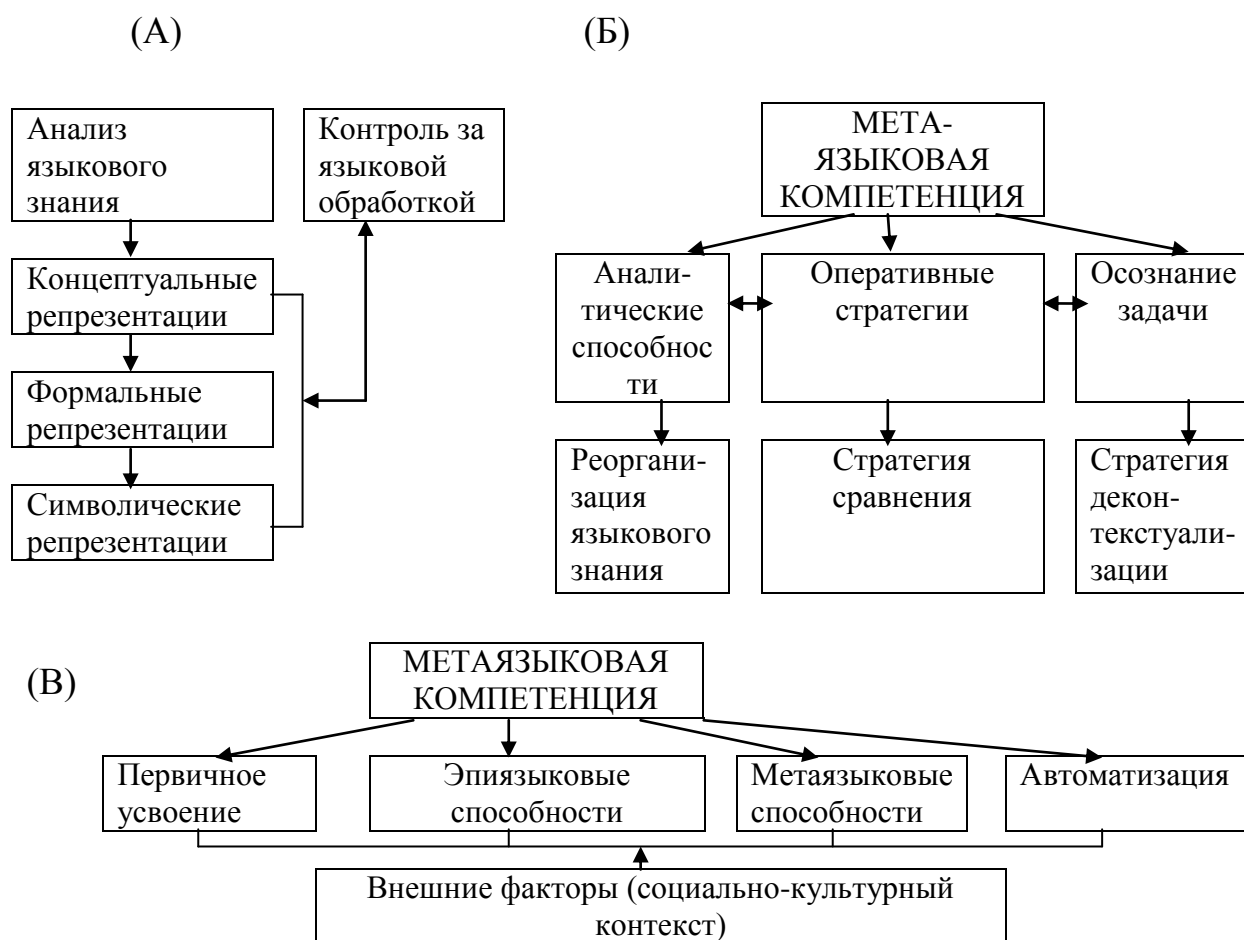 (А)
Анализ
языкового
знания
Контроль за
языковой
обработкой
Концептуальные
репрезентации
Формальные
репрезентации
Символические
репрезентации
(Б)
МЕТА-
ЯЗЫКОВАЯ
КОМПЕТЕНЦИЯ
Анали-
тические
способнос
ти
Оперативные
стратегии
Осознание
задачи
Реоргани-
зация
языкового
знания
Стратегия
сравнения
Стратегия
декон-
текстуали-
зации
(В)
МЕТАЯЗЫКОВАЯ
КОМПЕТЕНЦИЯ
Первичное
усвоение
Эпиязыковые
способности
Метаязыковые
способности
Автоматизация
Внешние факторы (социально-культурный
контекст)